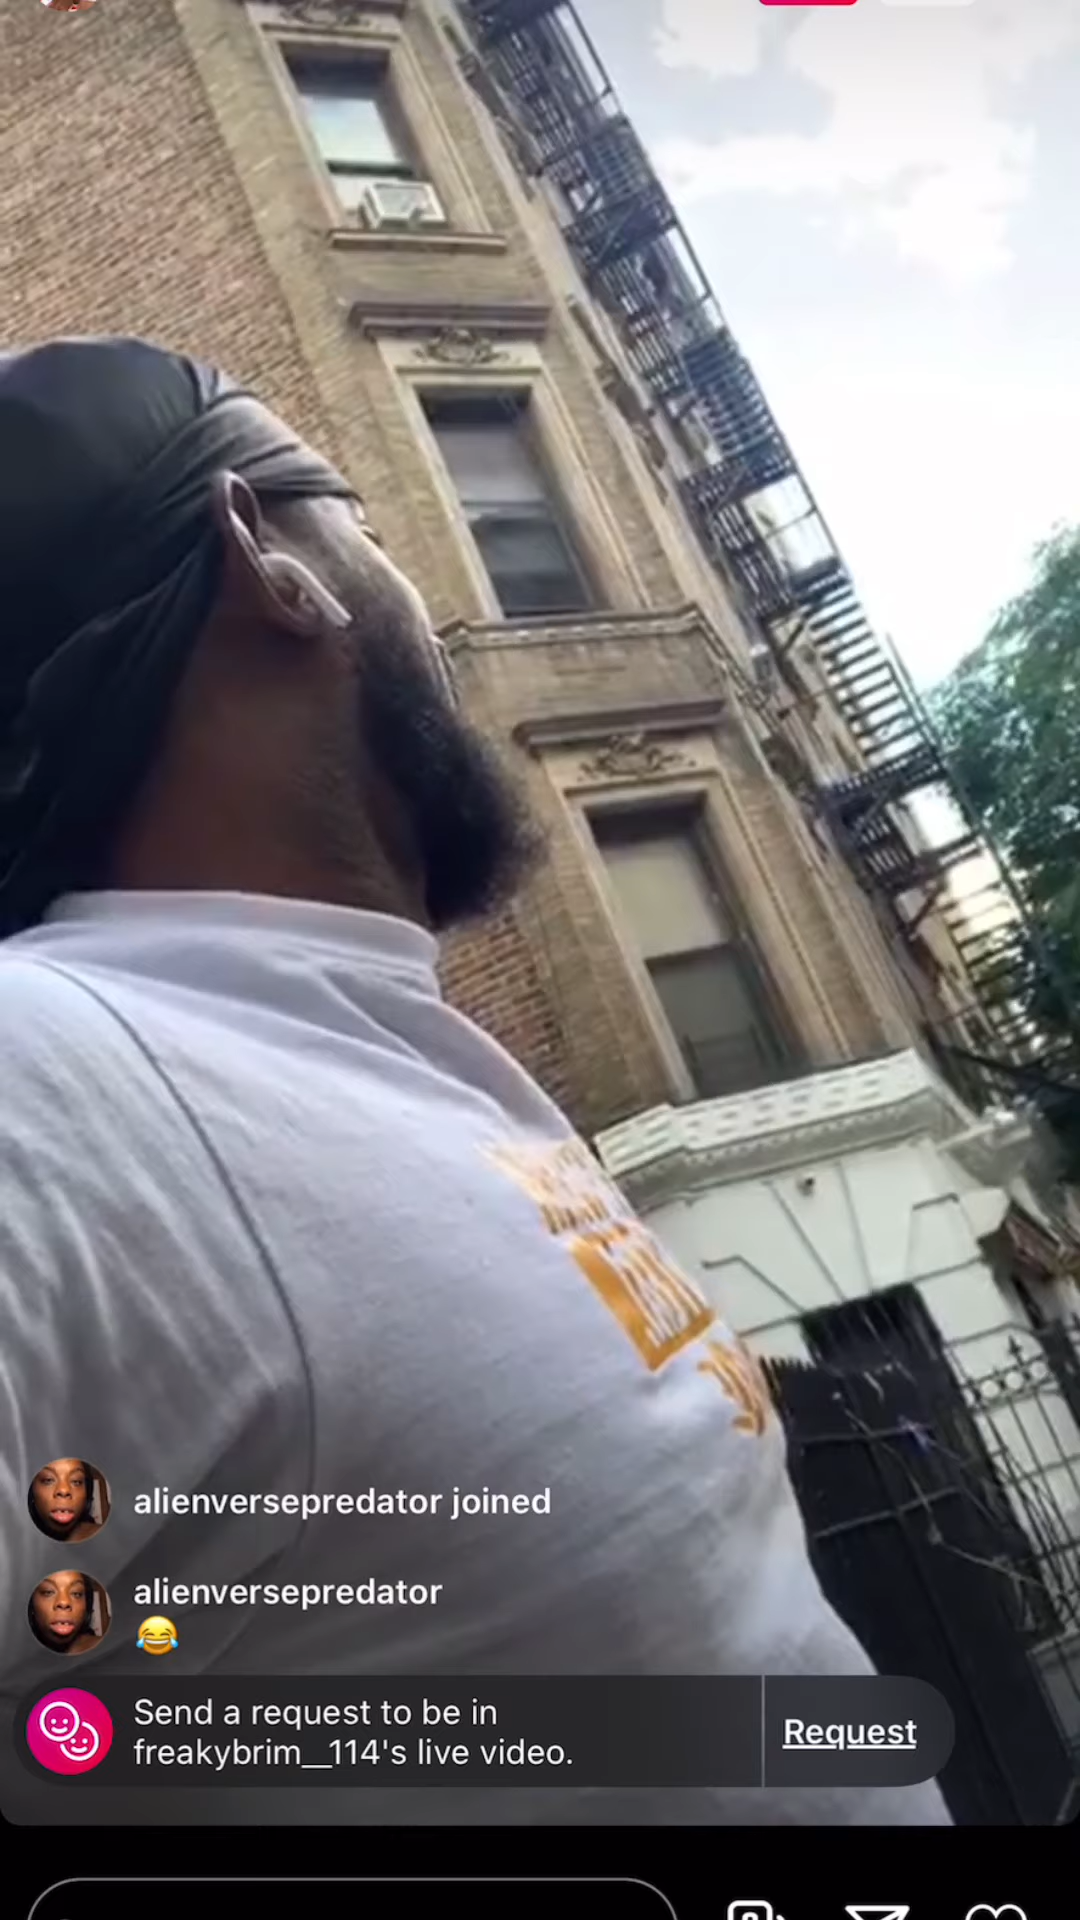 alienversepredator joined
alienversepredator
😂
Send a request to be in
freakybrim__114's live video.
Request